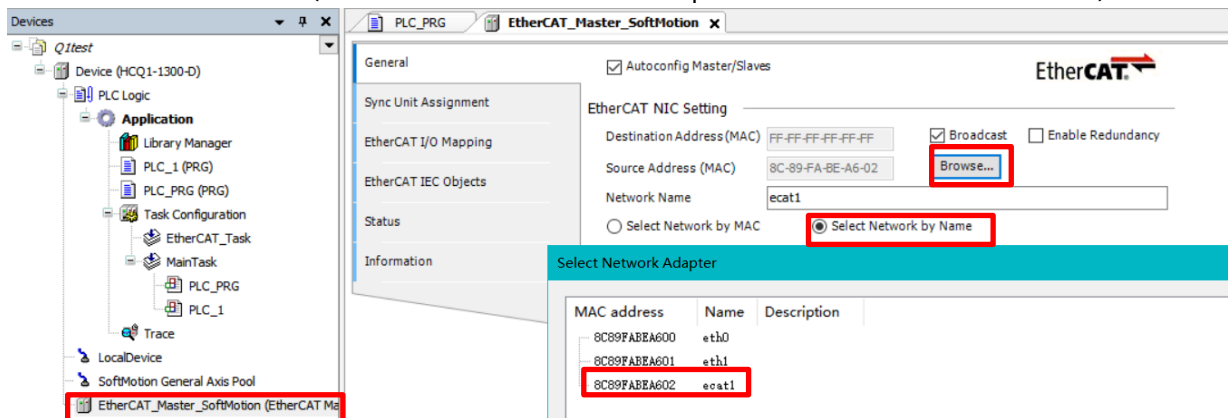 Devices
Q1test
Device (HCQ1-1300-D)
PLC Logic
Application
Library Manager
PLC_1 (PRG)
PLC_PRG (PRG)
Task Configuration
EtherCAT_Task
MainTask
PLC_PRG
PLC_1
Trace
LocalDevice
SoftMotion General Axis Pool
EtherCAT_Master_SoftMotion (EtherCAT Ma
PLC_PRG EtherCAT_Master_SoftMotion
General
Sync Unit Assignment
EtherCAT I/O Mapping
EtherCAT IEC Objects
Status
Information
Autoconfig Master/Slaves
EtherCAT
EtherCAT NIC Setting
Destination Address (MAC) FF-FF-FF-FF-FF-FF Broadcast Enable Redundancy
Source Address (MAC) 8C-89-FA-BE-A6-02 Browse...
Network Name ecat1
Select Network by MAC Select Network by Name
Select Network Adapter
MAC address Name Description
8C89FABEA600 eth0
8C89FABEA601 eth1
8C89FABEA602 ecat1